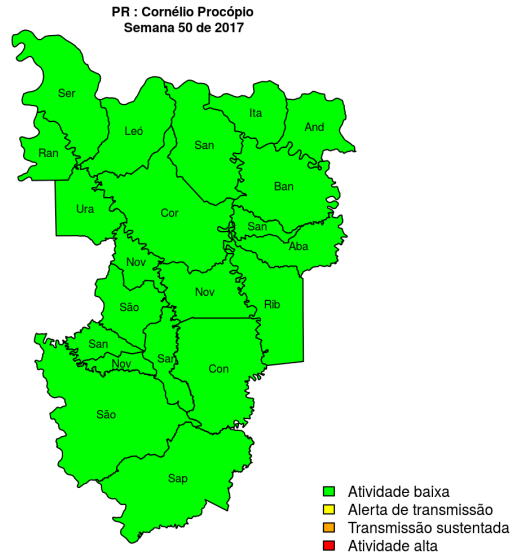 PR : Cornélio Procópio
Semana 50 de 2017
Ser
Ita
And
Leó
San
Ran
Ban
Ura
Cor
San
Aba
Nov
Nov
Rib
São
San
San
Nov
Con
São
Sap
Atividade baixa
Alerta de transmissão
Transmissão sustentada
Atividade alta